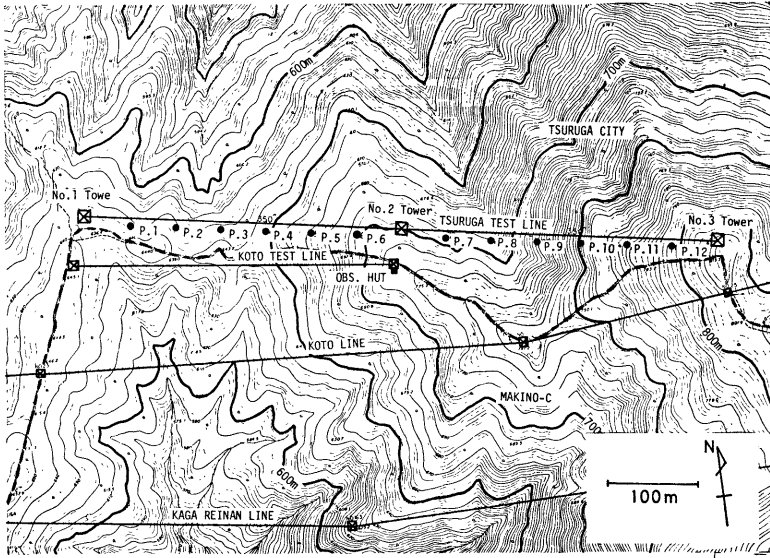 600m
700m
TSURUGA CITY
No.1 Towe
No.2 Tower
TSURUGA TEST LINE
No.3 Tower
P.1
P.2
P.3
P.4
P.5
P.6
P.7
P.8
P.9
P.10
P.11
P.12
KOTO TEST LINE
OBS. HUT
KOTO LINE
800m
MAKINO-C
700
600m
N
100m
KAGA REINAN LINE